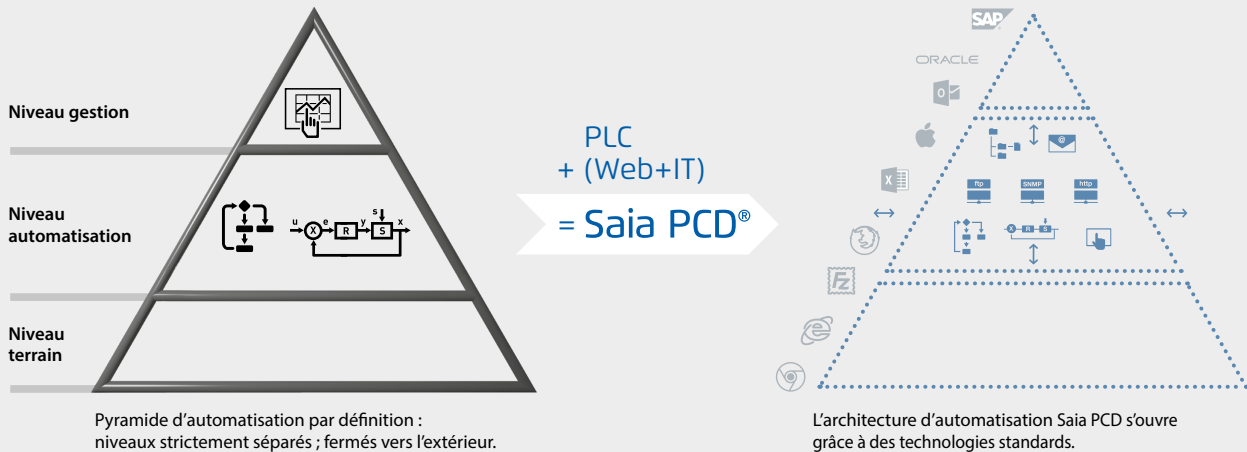 Niveau gestion
Niveau
automatisation
Niveau
terrain
u
e
y
s
x
X
R
S
Pyramide d'automatisation par définition :
niveaux strictement séparés ; fermés vers l'extérieur.
PLC
+ (Web+IT)
= Saia PCD®
SAP
ORACLE
O
X
Fz
@
ftp
SNMP
http
X
R
S
L'architecture d'automatisation Saia PCD s'ouvre
grâce à des technologies standards.